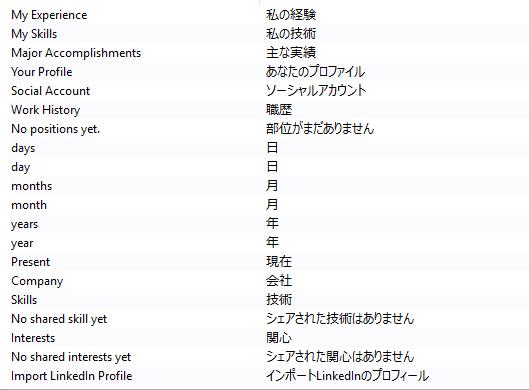 My Experience 私の経験
My Skills 私の技術
Major Accomplishments 主な実績
Your Profile あなたのプロファイル
Social Account ソーシャルアカウント
Work History 職歴
No positions yet. 部位がまだありません
days 日
day 日
months 月
month 月
years 年
year 年
Present 現在
Company 会社
Skills 技術
No shared skill yet シェアされた技術はありません
Interests 関心
No shared interests yet シェアされた関心はありません
Import LinkedIn Profile インポートLinkedInのプロフィール